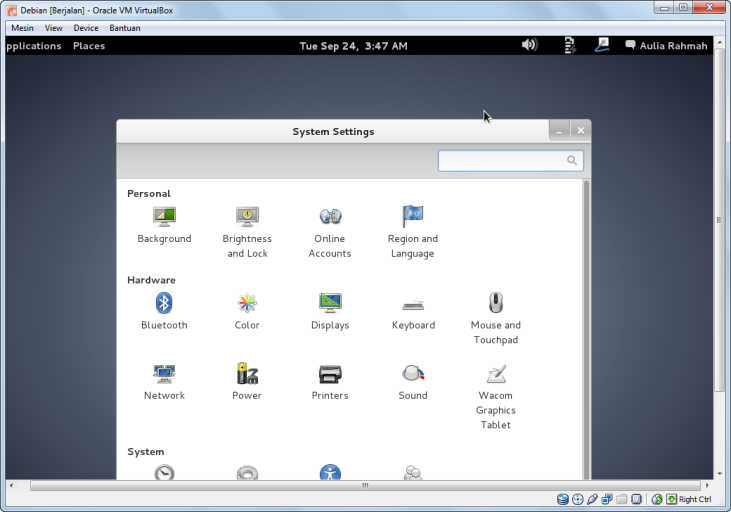 Debian [Berjalan] - Oracle VM VirtualBox
Mesin View Device Bantuan
pplications Places Tue Sep 24, 3:47 AM Aulia Rahmah
System Settings
Personal
Background Brightness and Lock Online Accounts Region and Language
Hardware
Bluetooth Color Displays Keyboard Mouse and Touchpad
Network Power Printers Sound Wacom Graphics Tablet
System
Right Ctrl